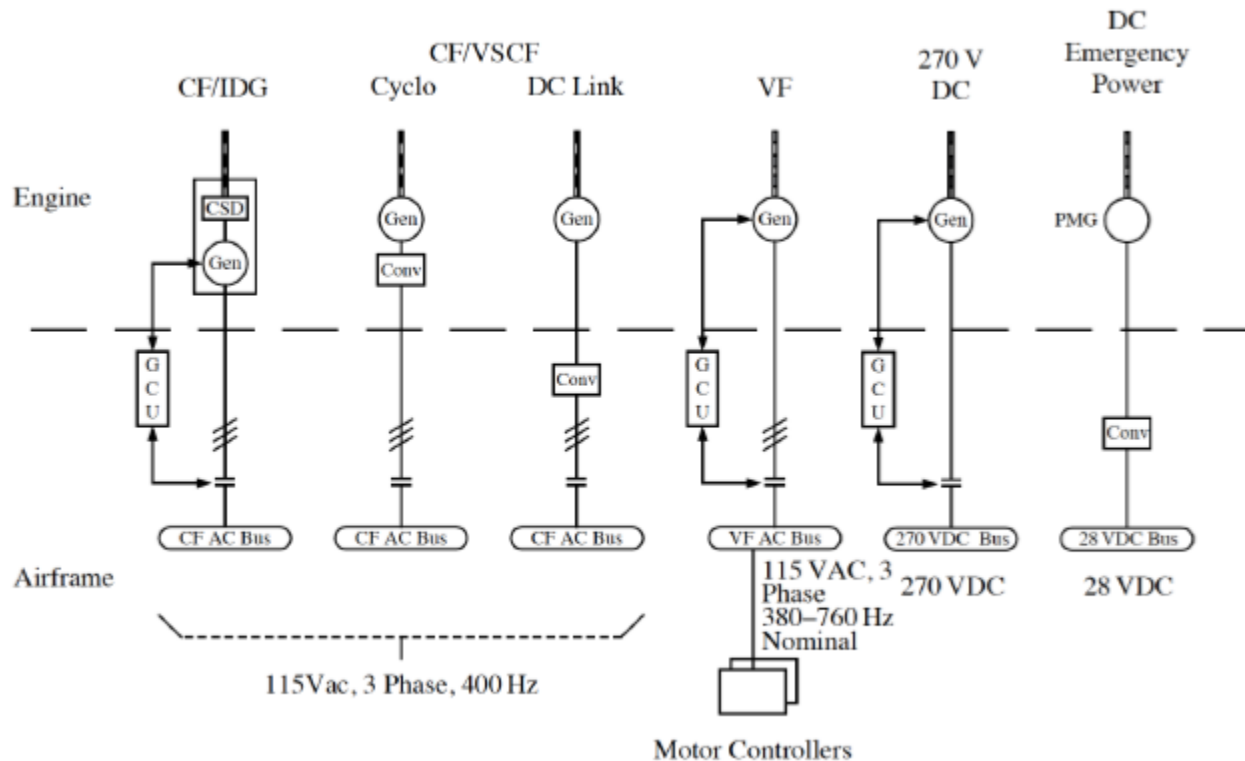 CF/VSCF
CF/IDG
Cyclo
DC Link
VF
270 V
DC
DC
Emergency
Power
Engine
CSD
Gen
Gen
Conv
Gen
Gen
Gen
PMG
G
C
U
Conv
G
C
U
G
C
U
Conv
CF AC Bus
CF AC Bus
CF AC Bus
VF AC Bus
270 VDC Bus
28 VDC Bus
Airframe
115 VAC, 3
Phase
380–760 Hz
Nominal
270 VDC
28 VDC
115Vac, 3 Phase, 400 Hz
Motor Controllers